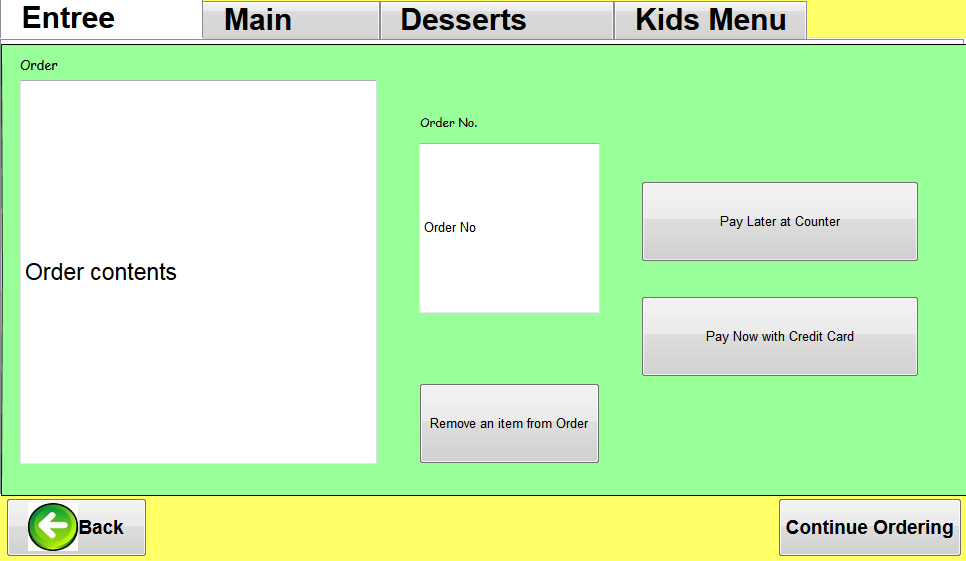 Entree
Main
Desserts
Kids Menu
Order
Order contents
Order No.
Order No
Pay Later at Counter
Pay Now with Credit Card
Remove an item from Order
Back
Continue Ordering